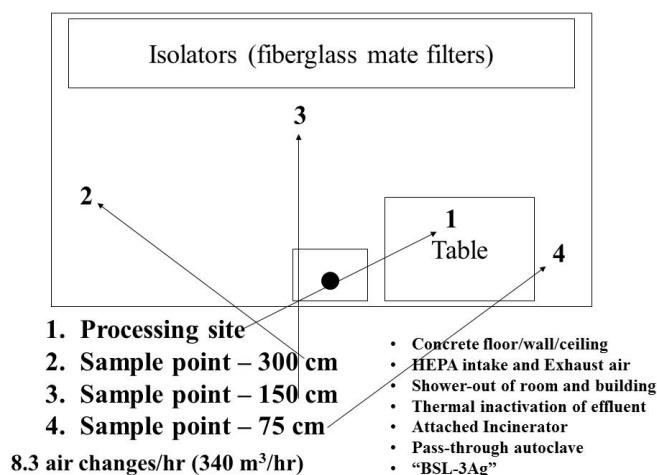 Isolators (fiberglass mate filters)
3
2
1
Table
4
1. Processing site
2. Sample point – 300 cm
3. Sample point – 150 cm
4. Sample point – 75 cm
8.3 air changes/hr (340 m³/hr)
• Concrete floor/wall/ceiling
• HEPA intake and Exhaust air
• Shower-out of room and building
• Thermal inactivation of effluent
• Attached Incinerator
• Pass-through autoclave
• “BSL-3Ag”